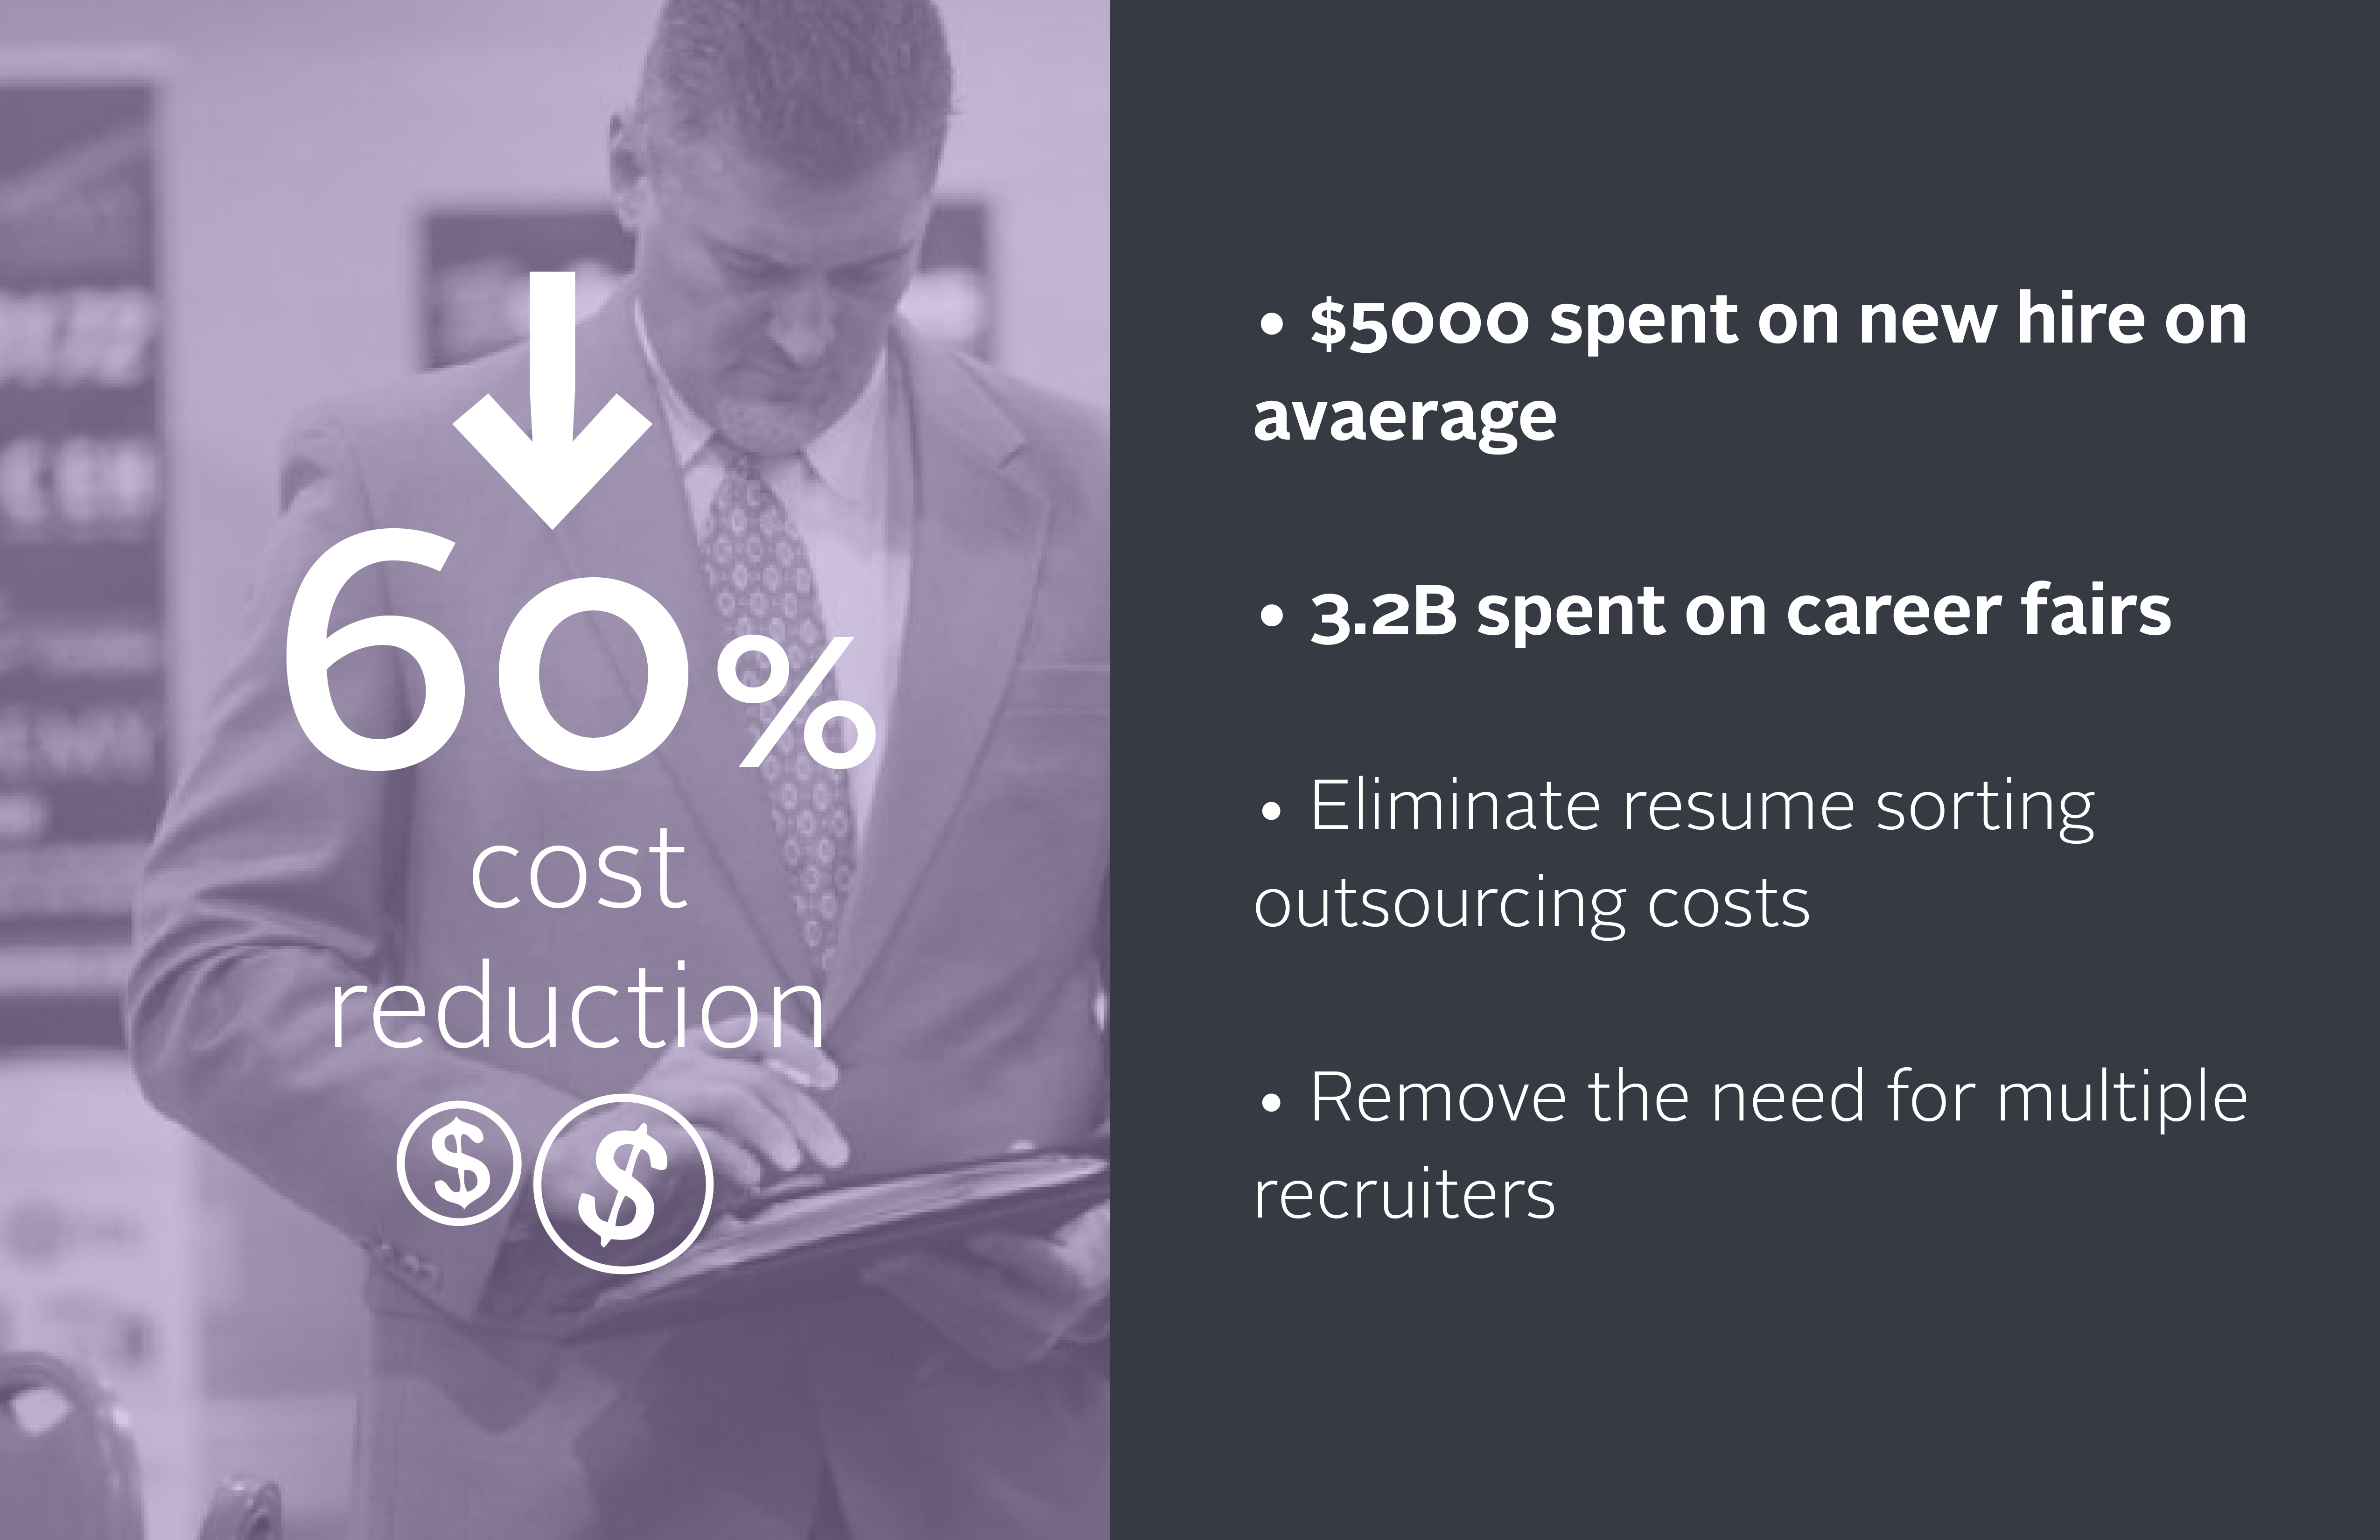 60%
cost
reduction
$ $
• $5000 spent on new hire on
avaerage
• 3.2B spent on career fairs
• Eliminate resume sorting
outsourcing costs
• Remove the need for multiple
recruiters